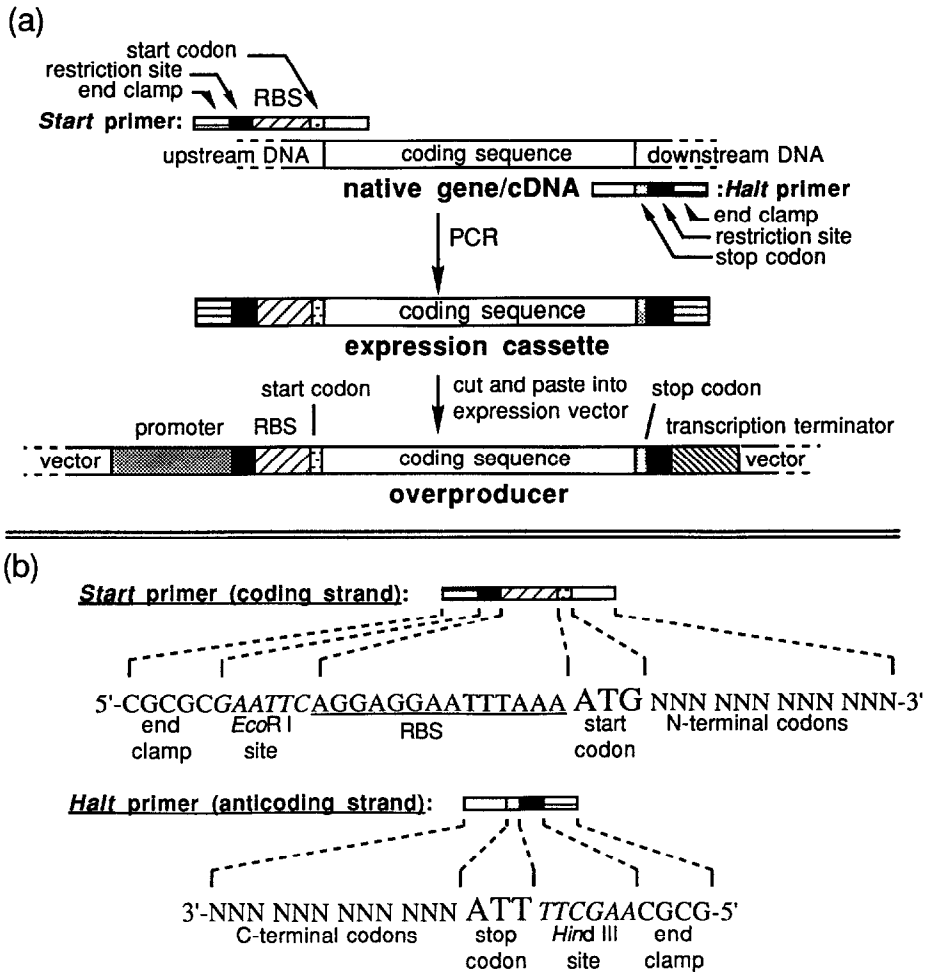 (a)
start codon
restriction site
end clamp
RBS
Start primer:
upstream DNA
coding sequence
downstream DNA
native gene/cDNA
:Halt primer
end clamp
restriction site
stop codon
PCR
coding sequence
expression cassette
start codon
cut and paste into
expression vector
stop codon
promoter
RBS
transcription terminator
vector
coding sequence
vector
overproducer
(b)
Start primer (coding strand):
5'-CGCGCGAATTCAGGAGGAATTTAAA ATG NNN NNN NNN NNN-3'
end
clamp
EcoR I
site
RBS
start
codon
N-terminal codons
Halt primer (anticoding strand):
3'-NNN NNN NNN NNN ATT TTCGAACGCG-5'
C-terminal codons
stop
codon
Hind III
site
end
clamp